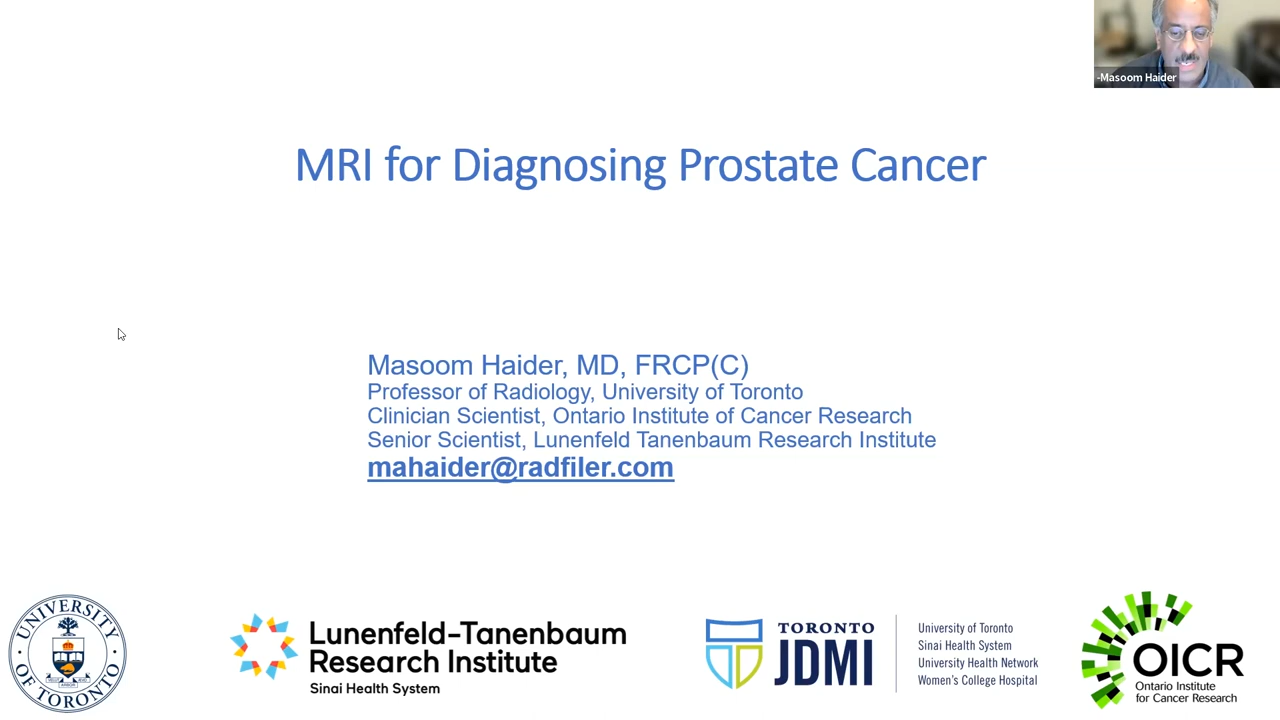 -Masoom Haider
MRI for Diagnosing Prostate Cancer
Masoom Haider, MD, FRCP(C)
Professor of Radiology, University of Toronto
Clinician Scientist, Ontario Institute of Cancer Research
Senior Scientist, Lunenfeld Tanenbaum Research Institute
mahaider@radfiler.com
UNIVERSITY
OF TORONTO
Lunenfeld-Tanenbaum
Research Institute
Sinai Health System
TORONTO
JDMI
University of Toronto
Sinai Health System
University Health Network
Women's College Hospital
OICR
Ontario Institute
for Cancer Research